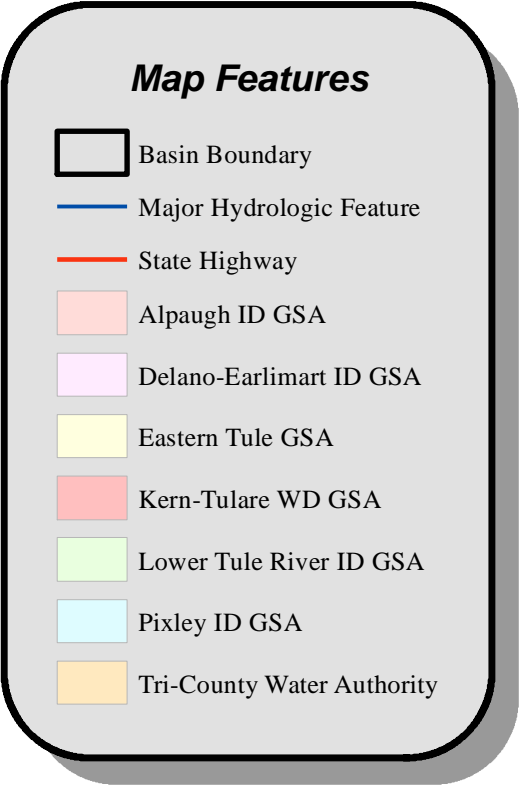 Map Features
Basin Boundary
Major Hydrologic Feature
State Highway
Alpaugh ID GSA
Delano-Earlimart ID GSA
Eastern Tule GSA
Kern-Tulare WD GSA
Lower Tule River ID GSA
Pixley ID GSA
Tri-County Water Authority